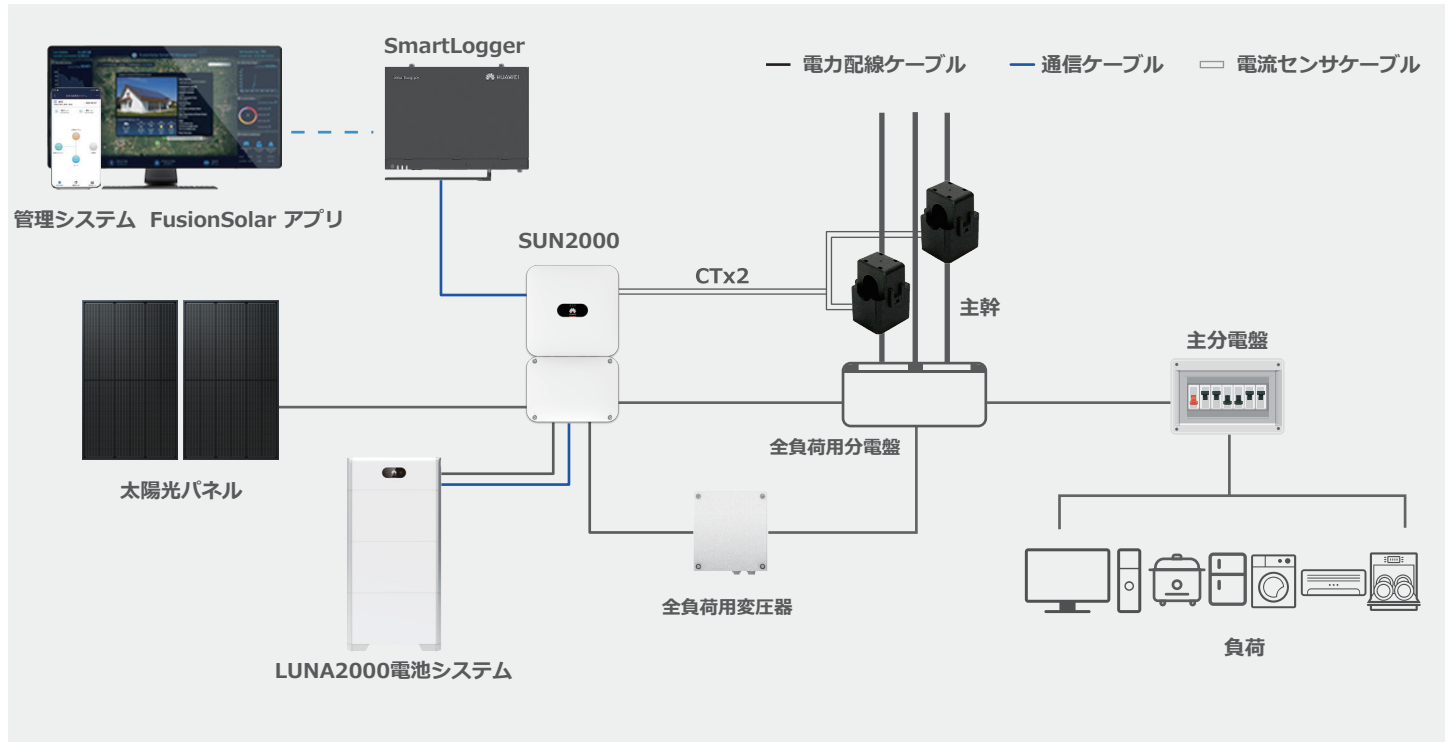 SmartLogger
HUAWEI
電力配線ケーブル
通信ケーブル
電流センサケーブル
管理システム FusionSolar アプリ
SUN2000
CTx2
主幹
主分電盤
全負荷用分電盤
太陽光パネル
全負荷用変圧器
負荷
LUNA2000電池システム